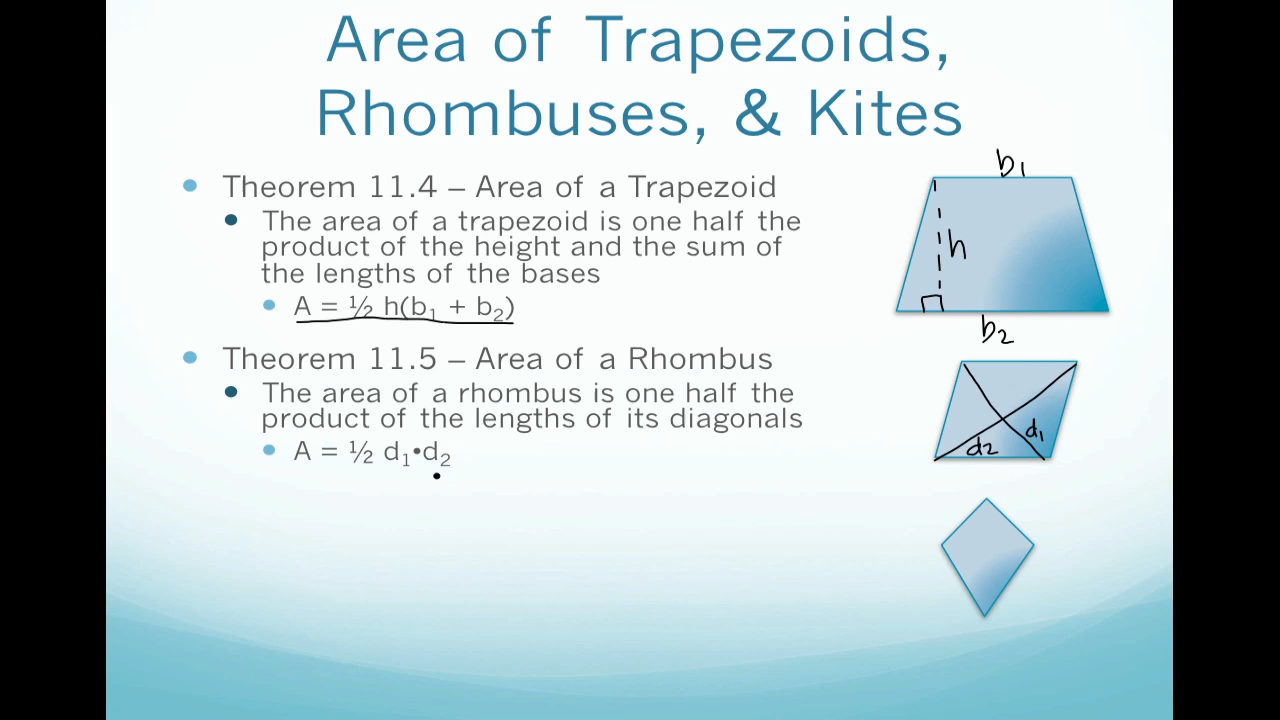 Area of Trapezoids,
Rhombuses, & Kites
• Theorem 11.4 – Area of a Trapezoid
• The area of a trapezoid is one half the
product of the height and the sum of
the lengths of the bases
• A = ½ h(b₁ + b₂)
• Theorem 11.5 – Area of a Rhombus
• The area of a rhombus is one half the
product of the lengths of its diagonals
• A = ½ d₁•d₂
b₁
h
b₂
d₁
d₂